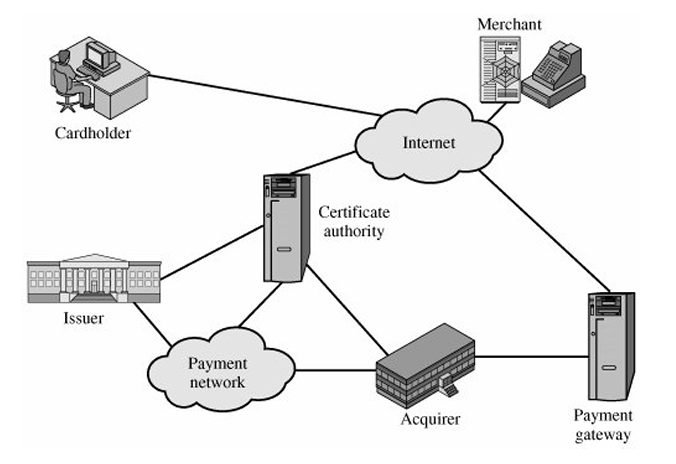 Merchant
Cardholder
Internet
Certificate
authority
Issuer
Payment
network
Acquirer
Payment
gateway